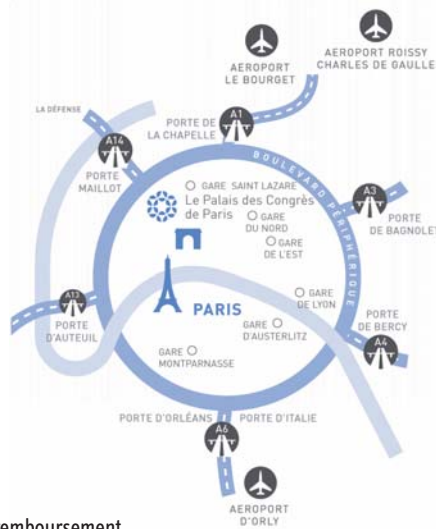 AEROPORT ROISSY
CHARLES DE GAULLE
AEROPORT
LE BOURGET
LA DÉFENSE
PORTE DE
LA CHAPELLE
A1
A14
PORTE
MAILLOT
BOULEVARD PÉRIPHÉRIQUE
GARE SAINT LAZARE
Le Palais des Congrès
de Paris
GARE
DU NORD
GARE
DE L'EST
A3
PORTE
DE BAGNOLET
A13
PORTE
D'AUTEUIL
PARIS
GARE
DE LYON
PORTE
DE BERCY
A4
GARE
D'AUSTERLITZ
GARE
MONTPARNASSE
PORTE D'ORLÉANS
PORTE D'ITALIE
A6
AEROPORT
D'ORLY
remboursement